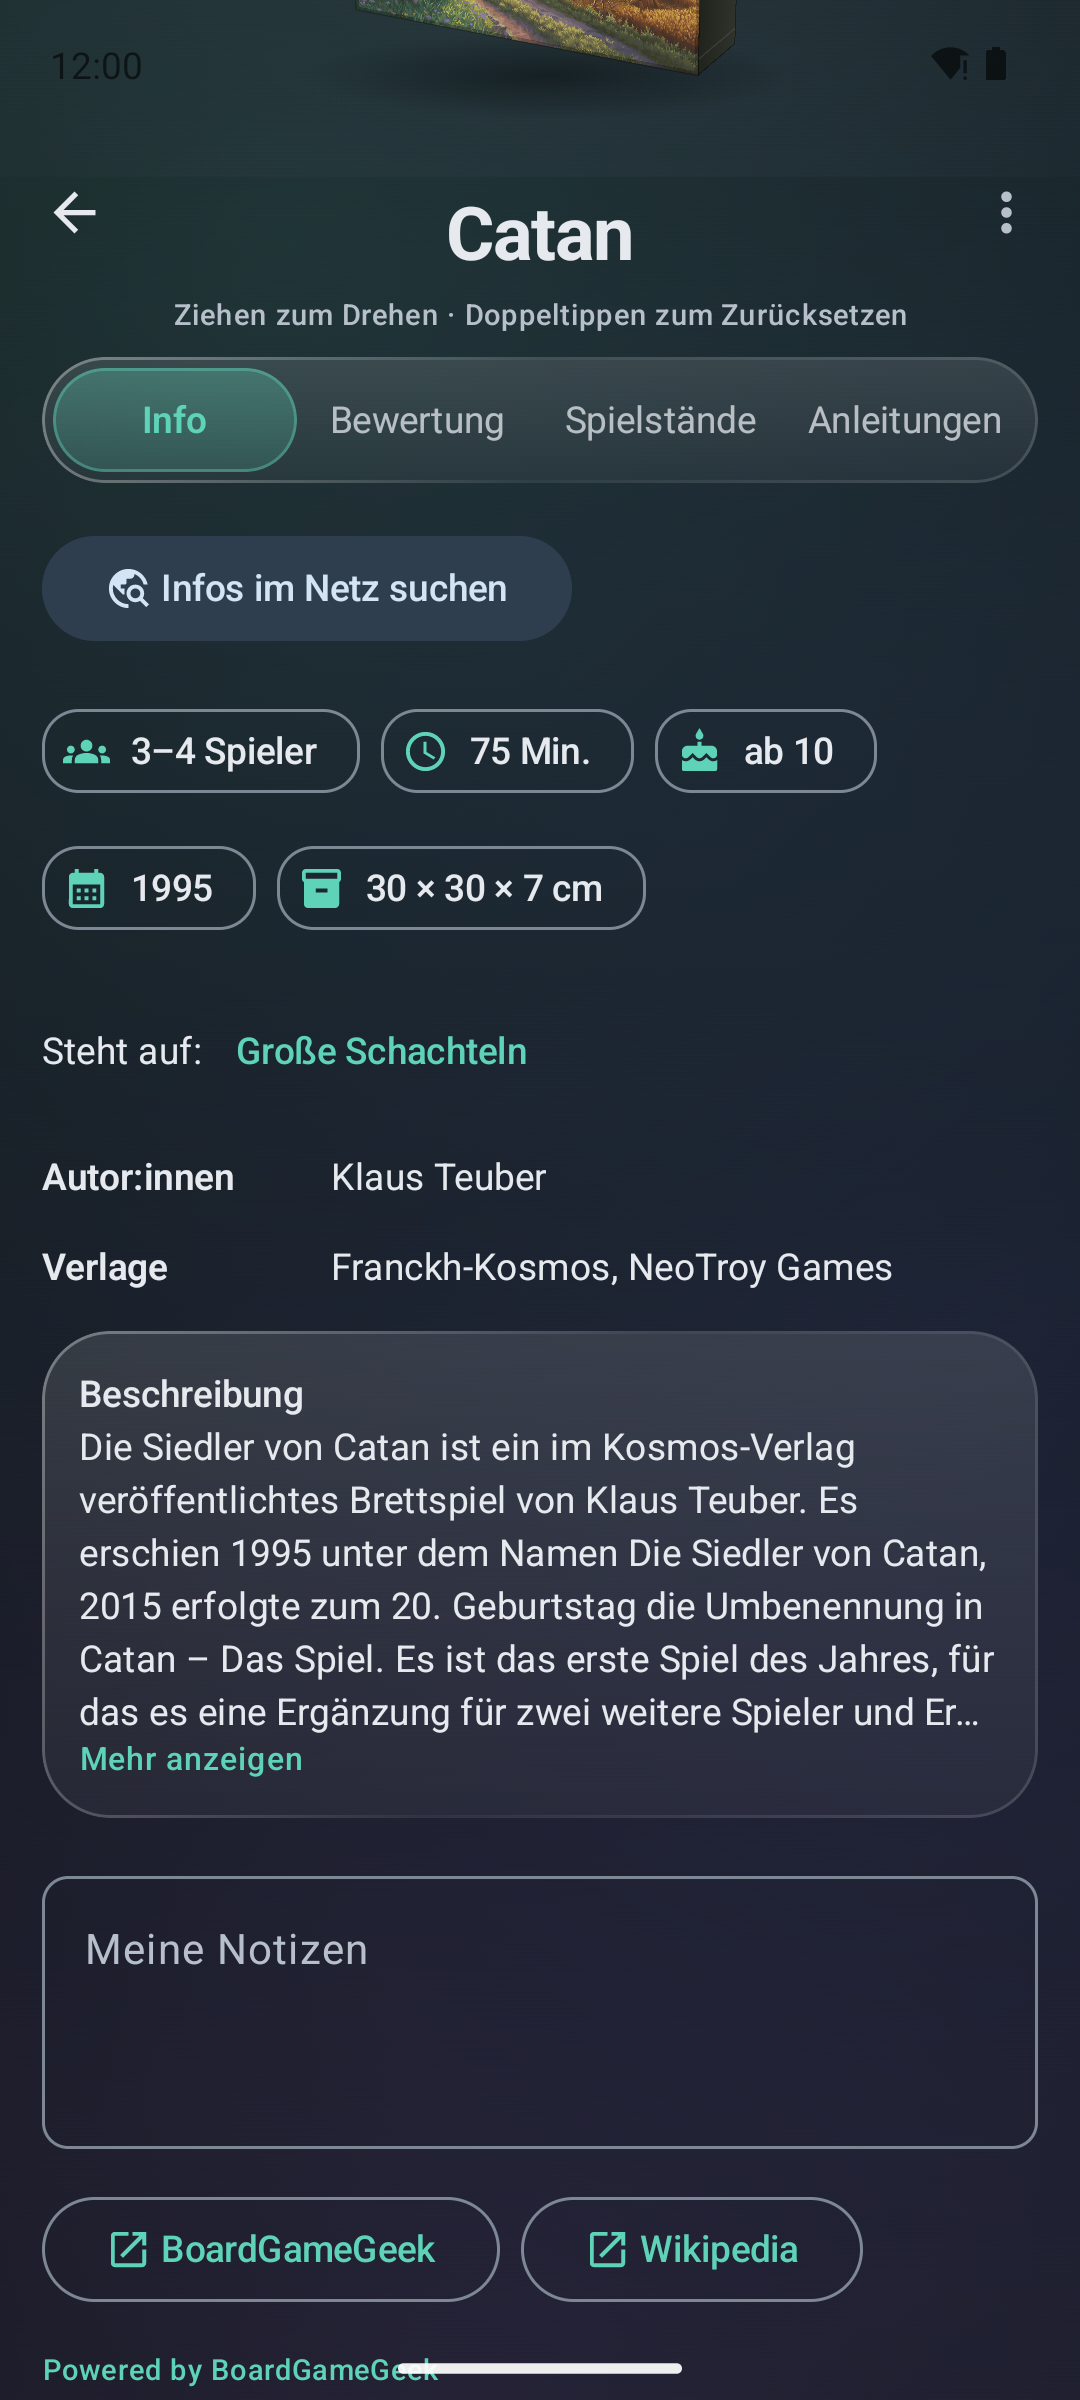 12:00
Catan
Ziehen zum Drehen · Doppeltippen zum Zurücksetzen
Info Bewertung Spielstände Anleitungen
Infos im Netz suchen
3–4 Spieler 75 Min. ab 10
1995 30 × 30 × 7 cm
Steht auf: Große Schachteln
Autor:innen Klaus Teuber
Verlage Franckh-Kosmos, NeoTroy Games
Beschreibung
Die Siedler von Catan ist ein im Kosmos-Verlag
veröffentlichtes Brettspiel von Klaus Teuber. Es
erschien 1995 unter dem Namen Die Siedler von Catan,
2015 erfolgte zum 20. Geburtstag die Umbenennung in
Catan – Das Spiel. Es ist das erste Spiel des Jahres, für
das es eine Ergänzung für zwei weitere Spieler und Er…
Mehr anzeigen
Meine Notizen
BoardGameGeek Wikipedia
Powered by BoardGameGeek